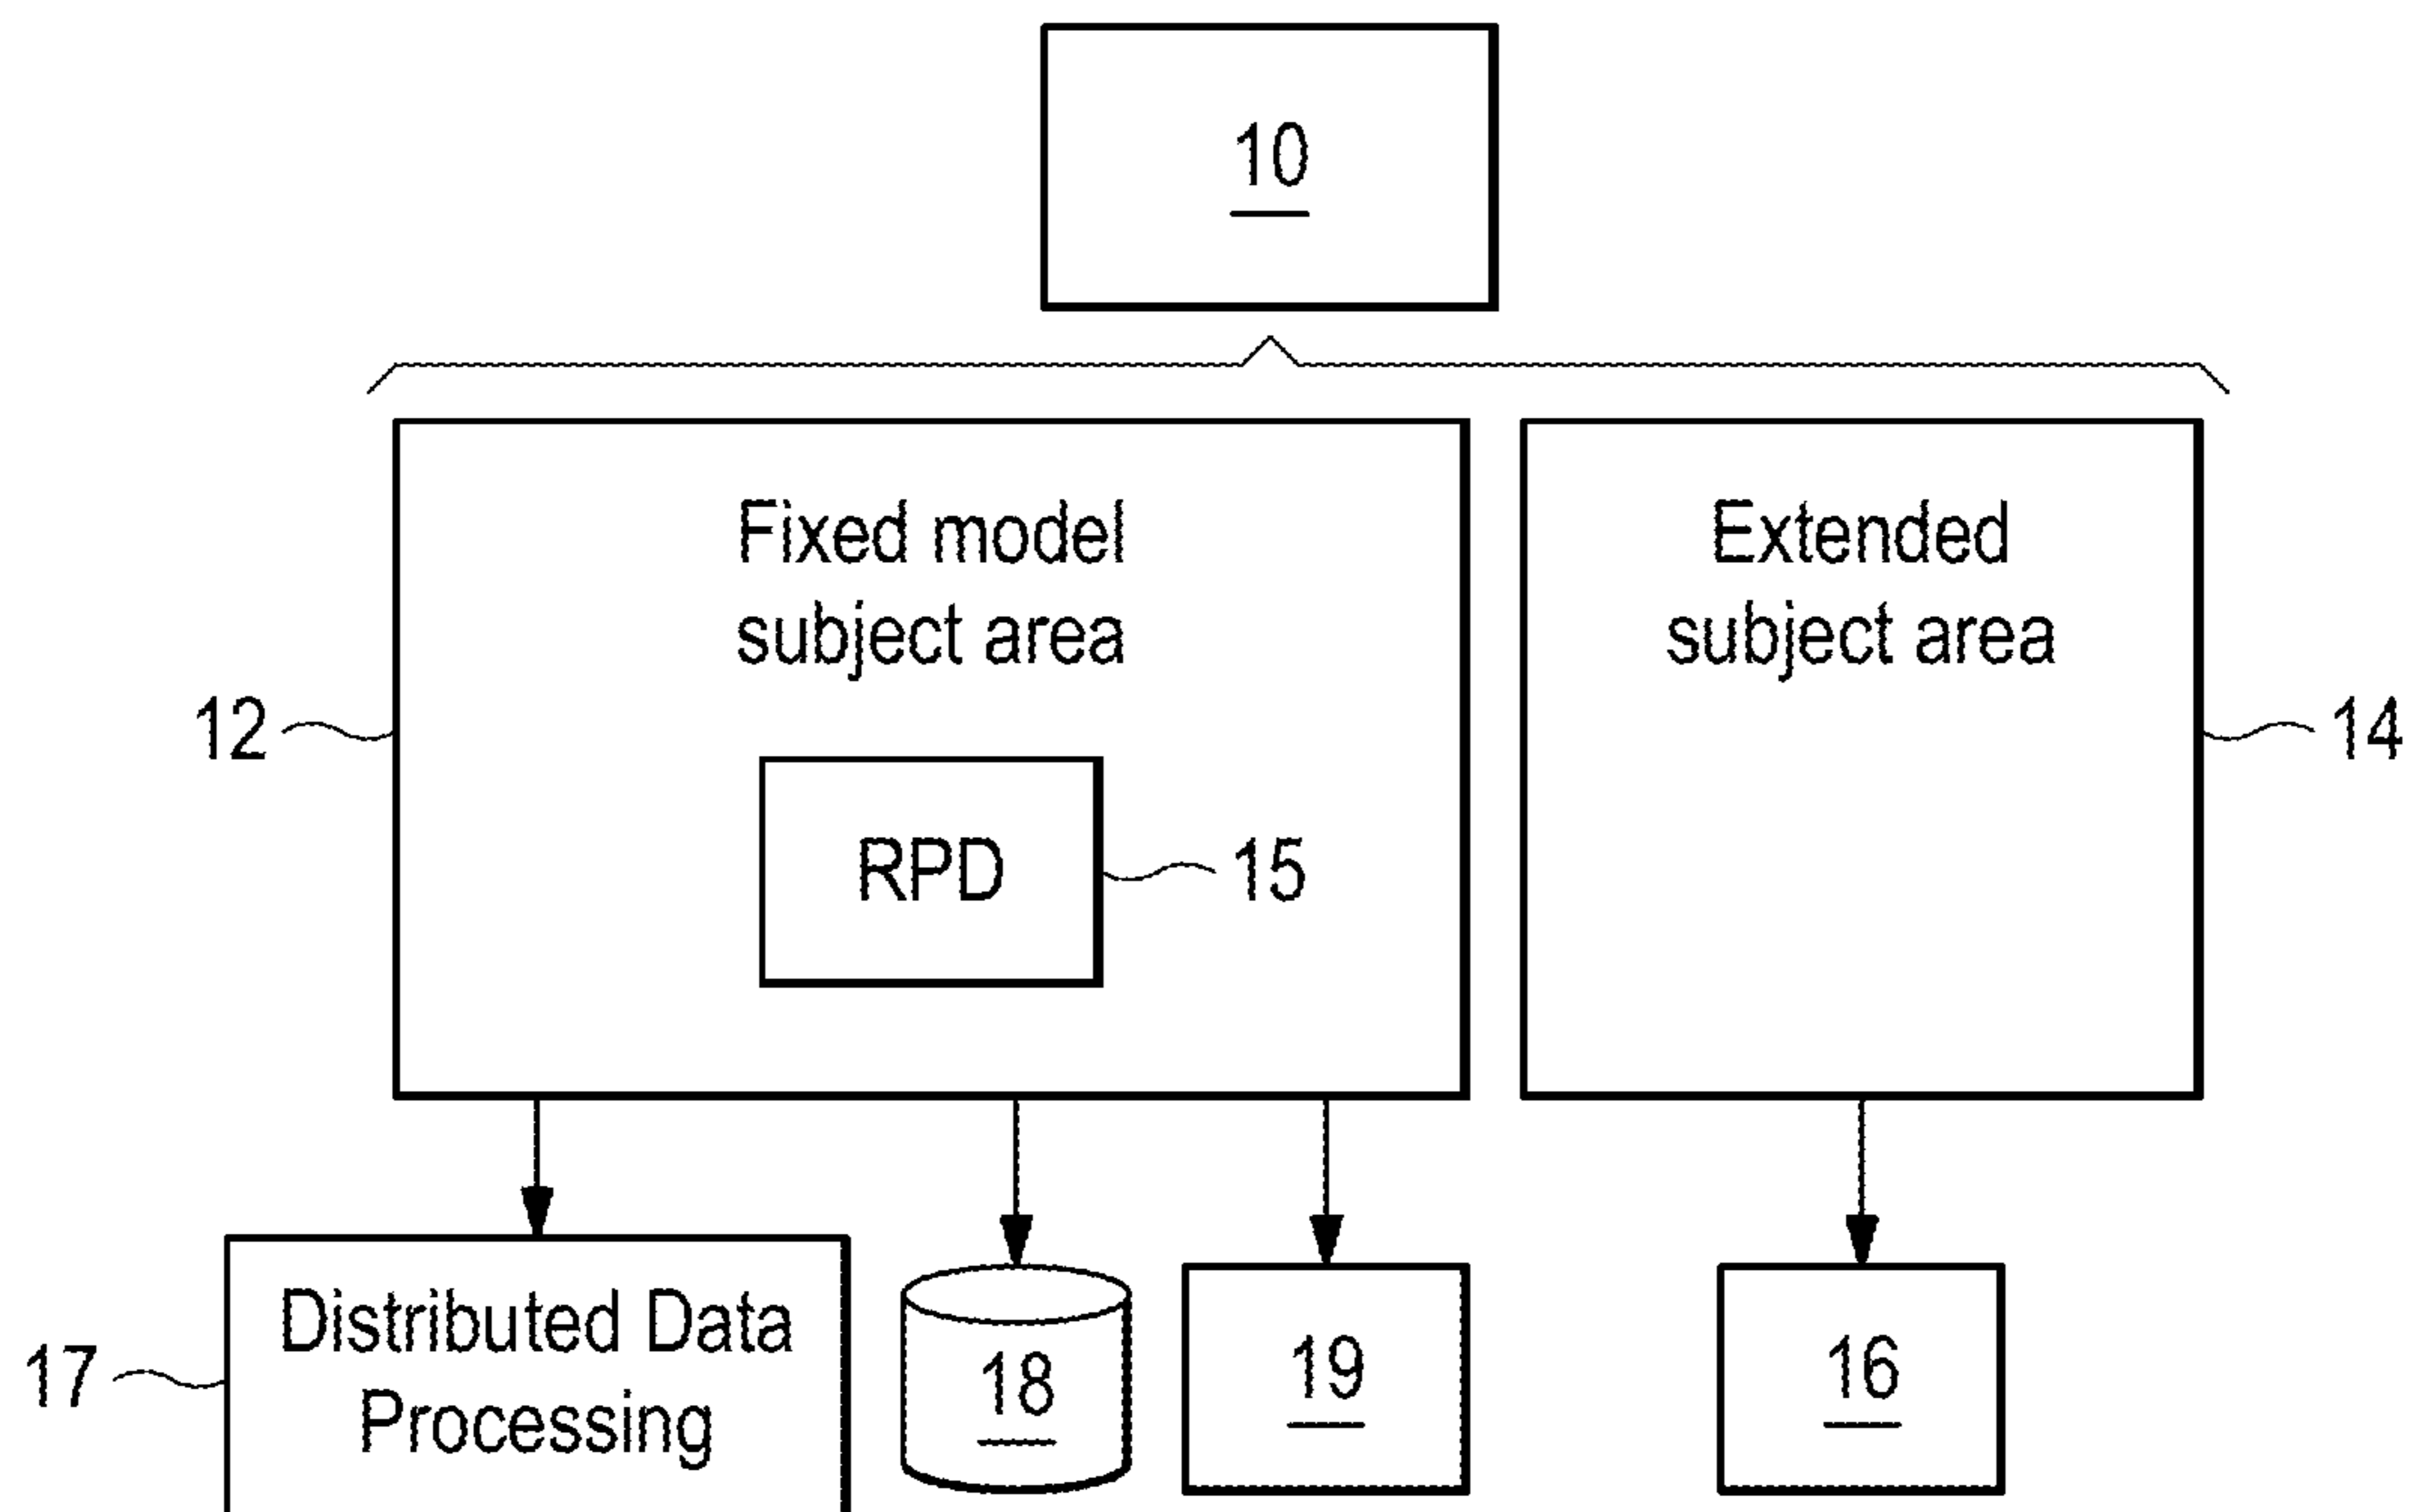 10
Fixed model
subject area
Extended
subject area
12
14
RPD
15
Distributed Data
Processing
17
18
19
16